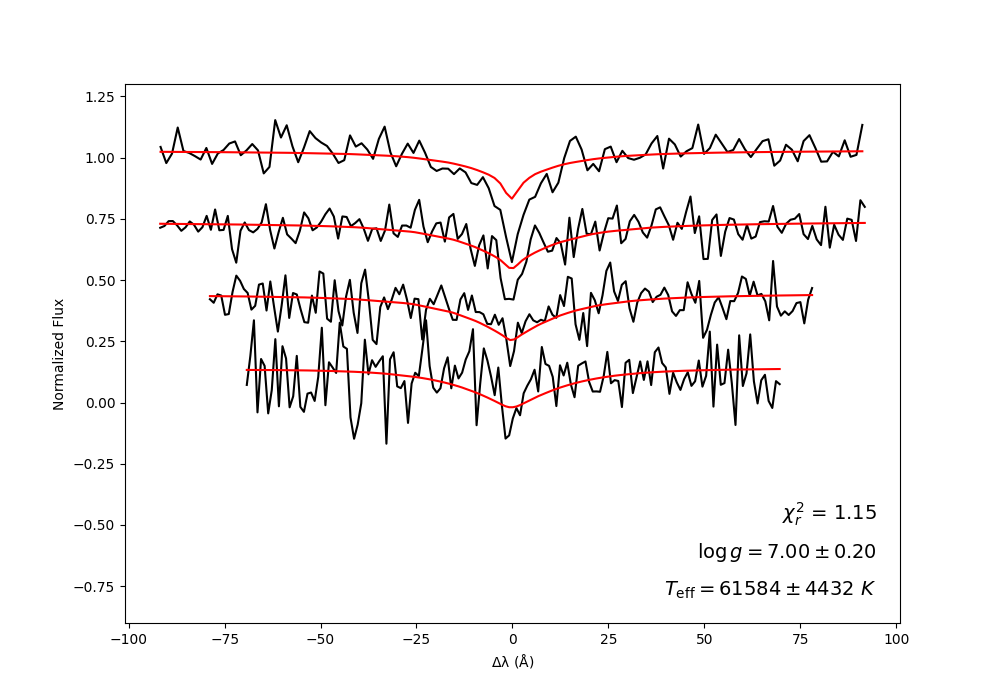 1.25
1.00
0.75
0.50
0.25
0.00
−0.25
−0.50
−0.75
Normalized Flux
χ²ᵣ = 1.15
log g = 7.00 ± 0.20
T_eff = 61584 ± 4432 K
−100 −75 −50 −25 0 25 50 75 100
Δλ (Å)